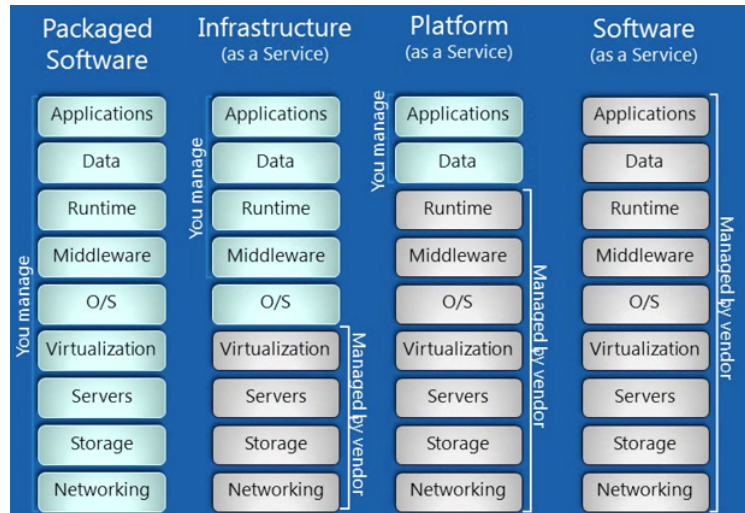 Packaged
Software
You manage
Applications
Data
Runtime
Middleware
O/S
Virtualization
Servers
Storage
Networking
Infrastructure
(as a Service)
You manage
Applications
Data
Runtime
Middleware
O/S
Virtualization
Servers
Storage
Networking
Managed by vendor
Platform
(as a Service)
You manage
Applications
Data
Runtime
Middleware
O/S
Virtualization
Servers
Storage
Networking
Managed by vendor
Software
(as a Service)
Applications
Data
Runtime
Middleware
O/S
Virtualization
Servers
Storage
Networking
Managed by vendor